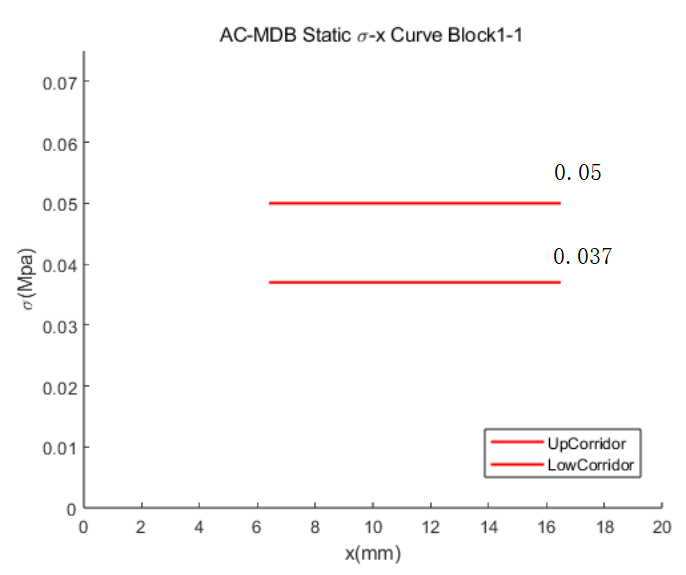 AC-MDB Static σ-x Curve Block1-1
0.07
0.06
0.05
0.05
0.037
0.04
σ(Mpa)
0.03
0.02
0.01
UpCorridor
LowCorridor
0
0 2 4 6 8 10 12 14 16 18 20
x(mm)